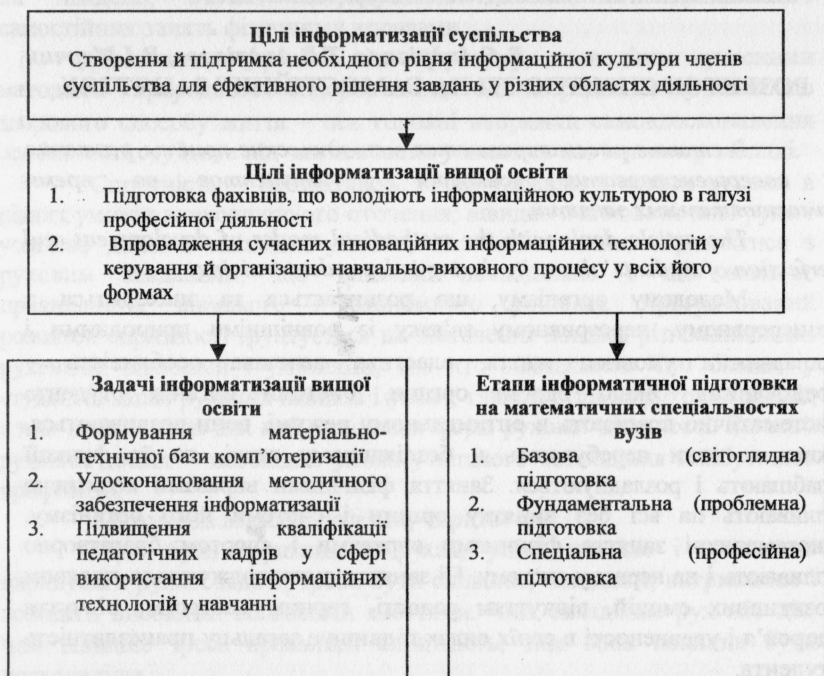 Цілі інформатизації суспільства
Створення і підтримка необхідного рівня інформаційної культури членів
суспільства для ефективного рішення завдань у різних областях діяльності
Цілі інформатизації вищої освіти
1. Підготовка фахівців, що володіють інформаційною культурою в галузі
професійної діяльності
2. Впровадження сучасних інноваційних інформаційних технологій у
керування й організацію навчально-виховного процесу у всіх його
формах
Задачі інформатизації вищої
освіти
1. Формування матеріально-
технічної бази комп'ютеризації
2. Удосконалювання методичного
забезпечення інформатизації
3. Підвищення кваліфікації
педагогічних кадрів у сфері
використання інформаційних
технологій у навчанні
Етапи інформатичної підготовки
на математичних спеціальностях
вузів
1. Базова (світоглядна)
підготовка
2. Фундаментальна (проблемна)
підготовка
3. Спеціальна (професійна)
підготовка